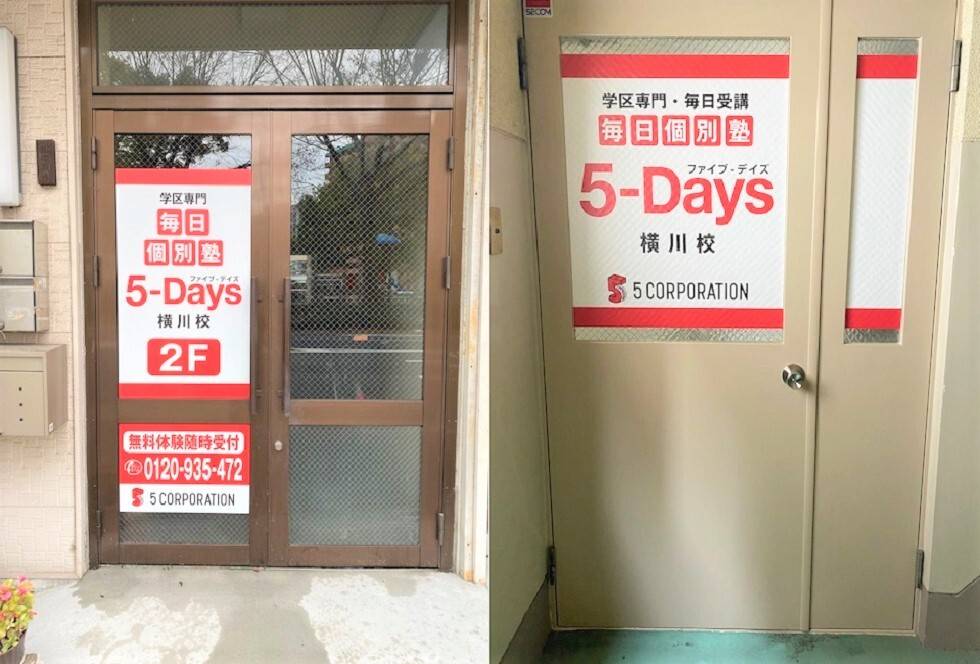 学区専門
毎日
個別塾
ファイブ-デイズ
5-Days
横川校
2F
無料体験随時受付
0120-935-472
5 CORPORATION
SECOM
学区専門・毎日受講
毎日個別塾
ファイブ-デイズ
5-Days
横川校
5 CORPORATION